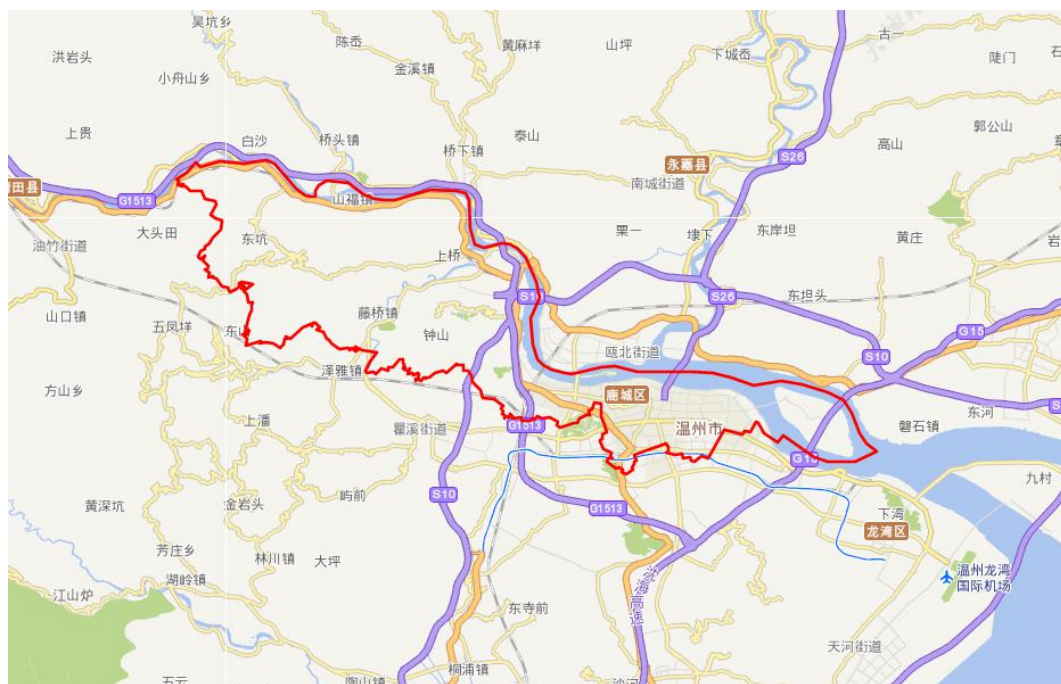 吴坑乡
陈岙
黄麻垟
山坪
古一
下城岙
洪岩头
金溪镇
陡门
小舟山乡
上贵
白沙
桥头镇
桥下镇
泰山
S26
高山
郭公山
永嘉县
南城街道
田县
G1513
山福镇
大头田
东坑
栗一
埭下
东岸坦
黄庄
油竹街道
上桥
S26
东坦头
山口镇
藤桥镇
钟山
五凤垟
G15
瓯北街道
S10
泽雅镇
方山乡
鹿城区
上潘
瞿溪街道
G1513
温州市
磐石镇
东河
S10
黄深坑
金岩头
屿前
九村
G1513
下湾
龙湾区
芳庄乡
林川镇
大坪
湖岭镇
江山炉
沈海高速
温州龙湾
国际机场
东寺前
天河街道
桐浦镇
五云
陶山镇